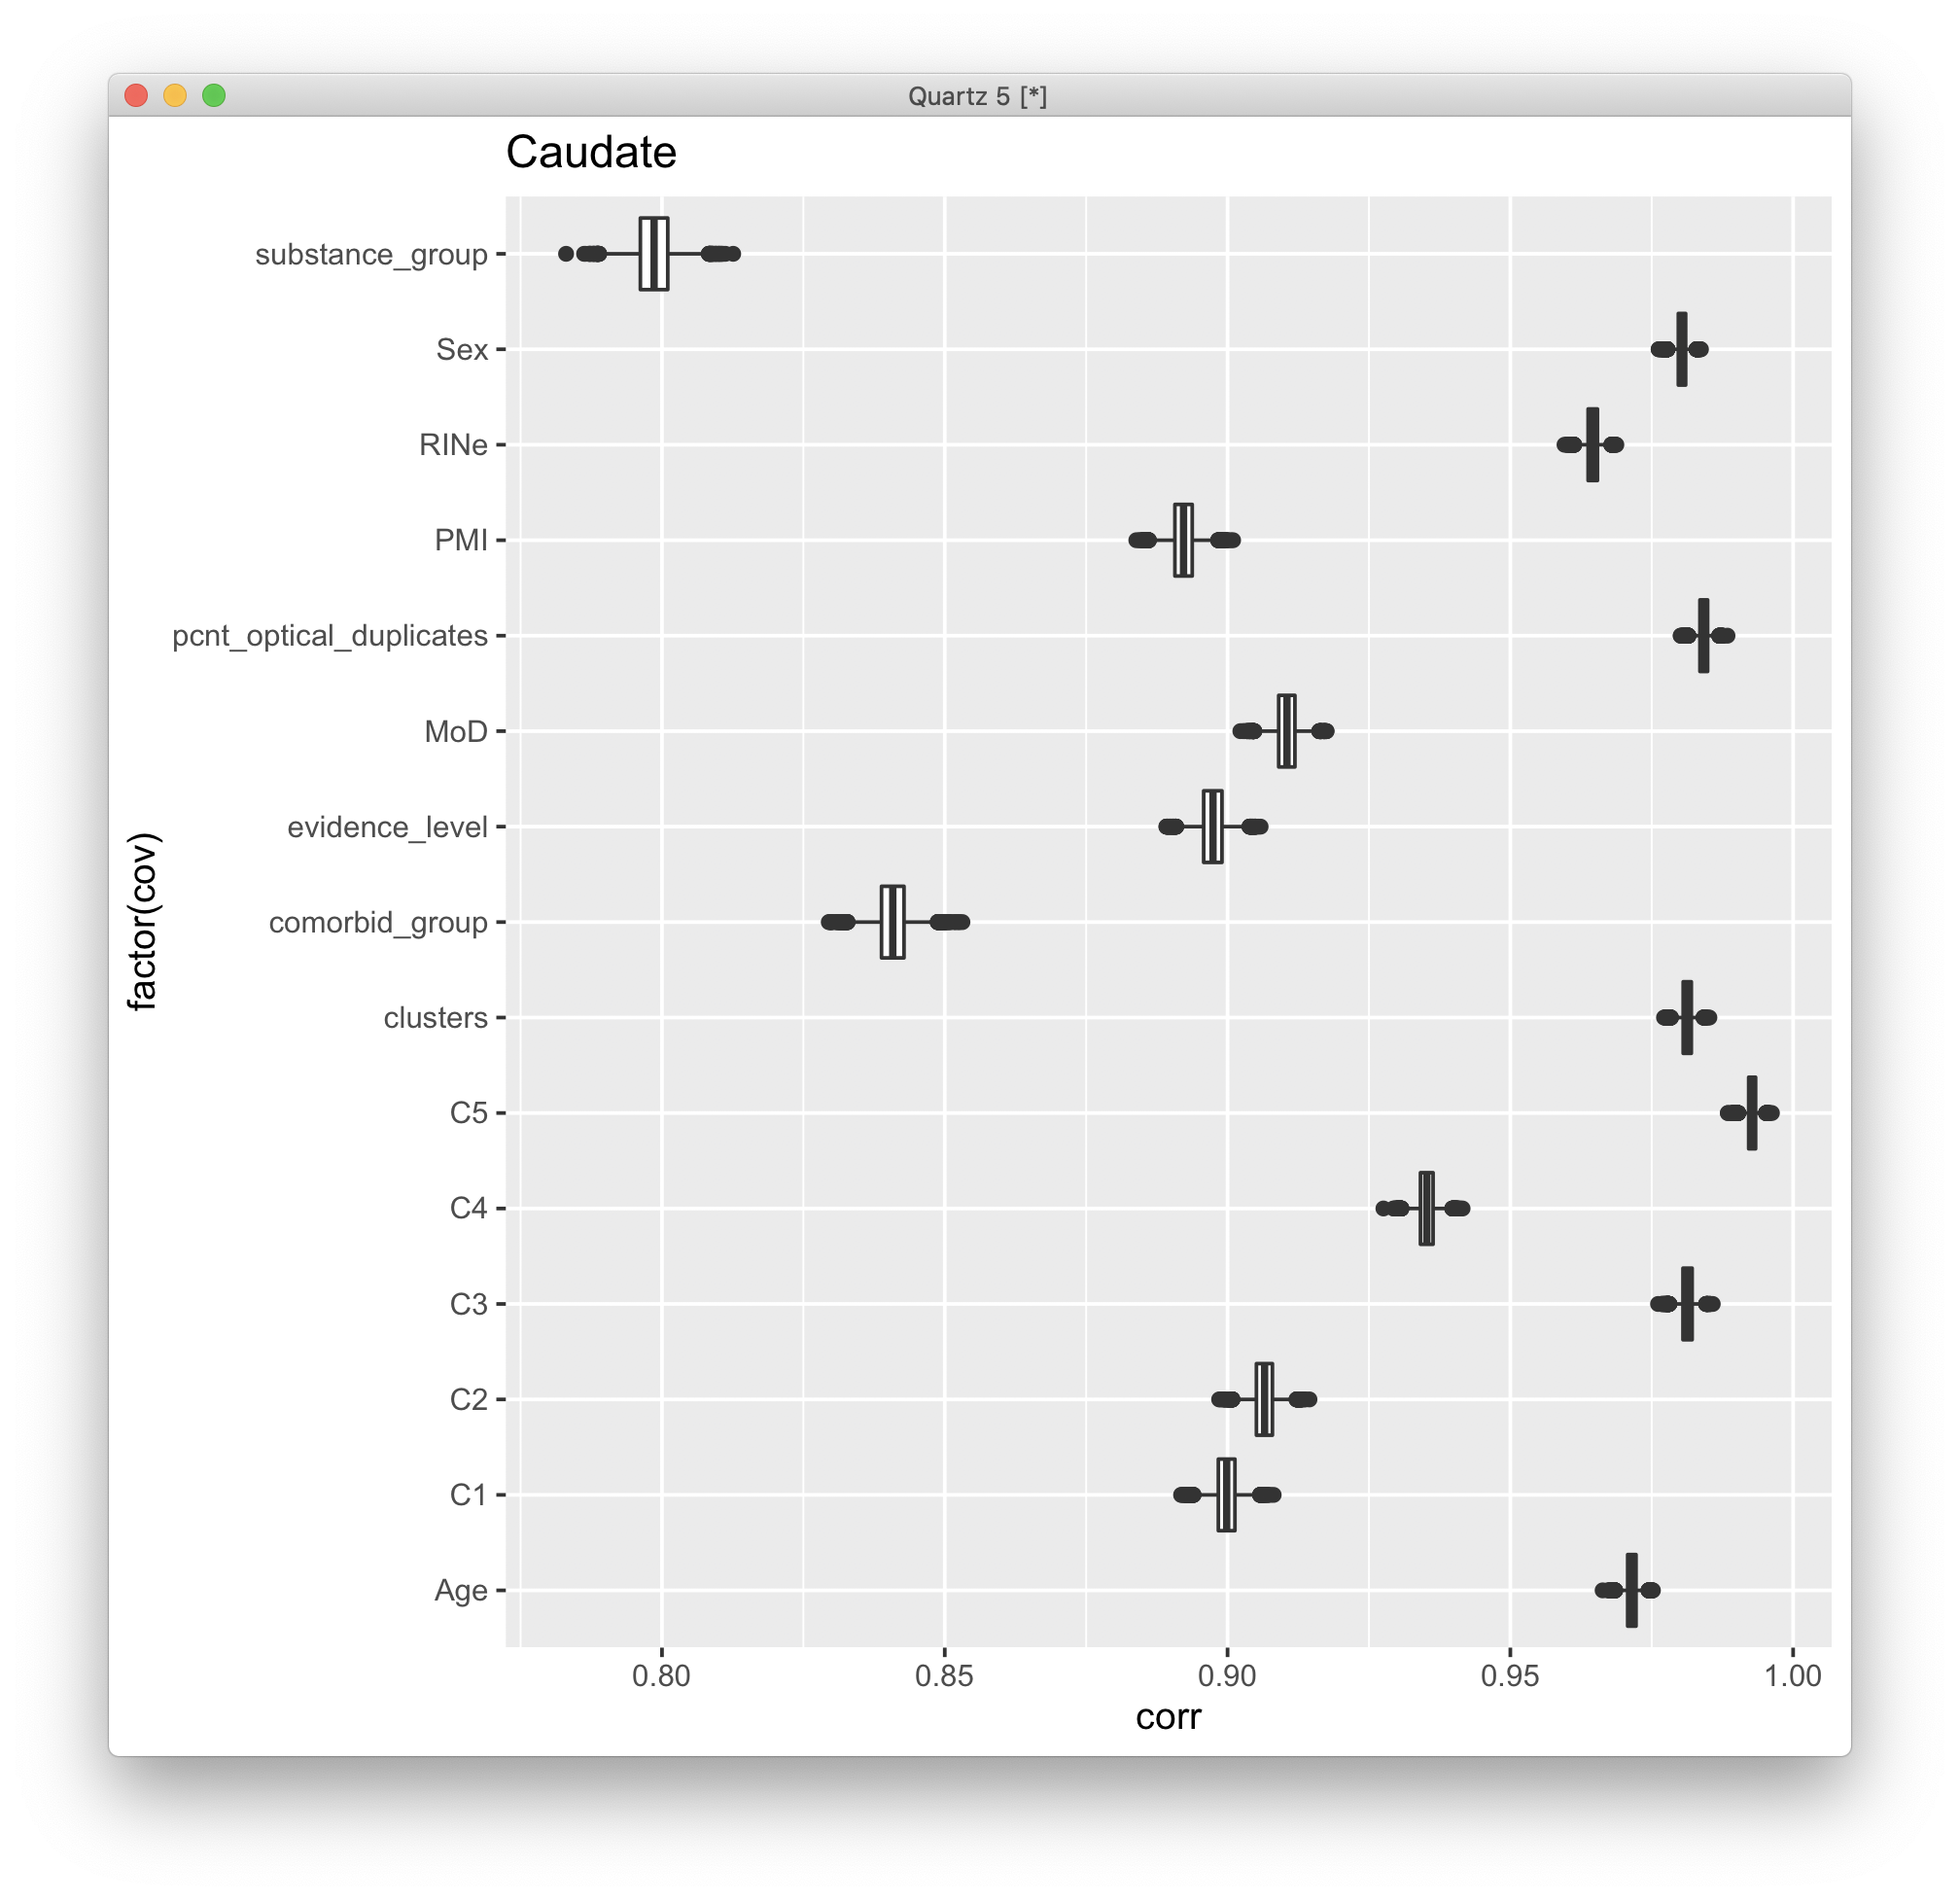 Quartz 5 [*]
Caudate
factor(cov)
substance_group
Sex
RINe
PMI
pcnt_optical_duplicates
MoD
evidence_level
comorbid_group
clusters
C5
C4
C3
C2
C1
Age
0.80 0.85 0.90 0.95 1.00
corr